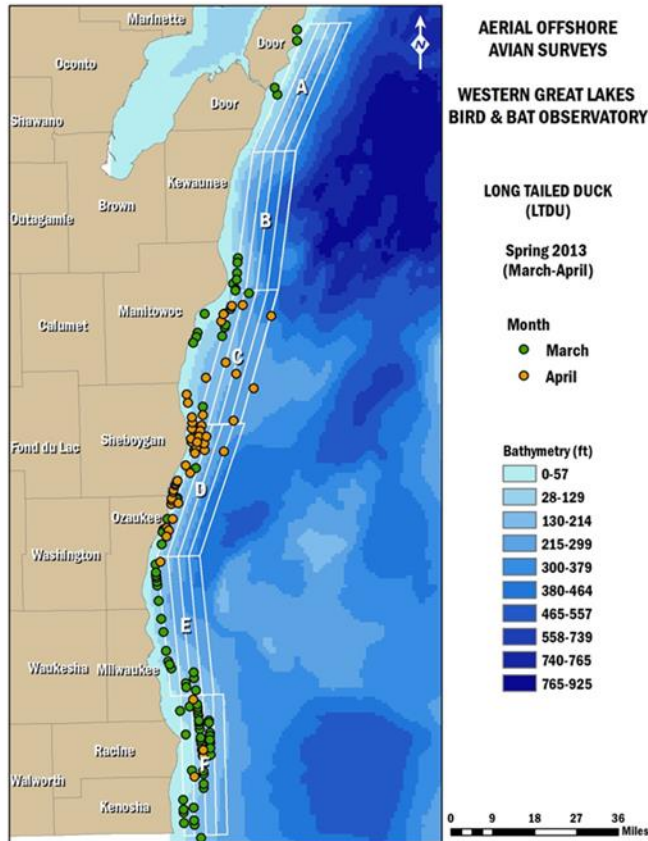 AERIAL OFFSHORE
AVIAN SURVEYS
WESTERN GREAT LAKES
BIRD & BAT OBSERVATORY
LONG TAILED DUCK
(LTDU)
Spring 2013
(March-April)
Month
March
April
Bathymetry (ft)
0-57
28-129
130-214
215-299
300-379
380-464
465-557
558-739
740-765
765-925
0 9 18 27 36
Miles
N
Marinette
Door
Oconto
A
Door
Shawano
Kewaunee
Brown
B
Outagamie
Manitowoc
Calumet
C
Sheboygan
Fond du Lac
D
Ozaukee
Washington
E
Waukesha
Milwaukee
Racine
F
Walworth
Kenosha